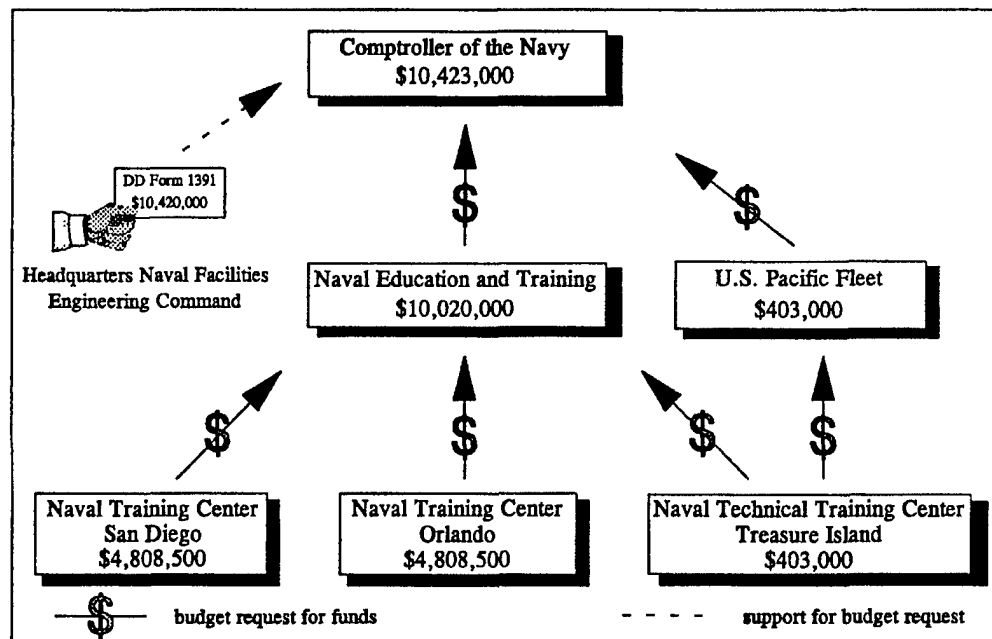 Comptroller of the Navy
$10,423,000
DD Form 1391
$10,420,000
Headquarters Naval Facilities
Engineering Command
$
$
Naval Education and Training
$10,020,000
U.S. Pacific Fleet
$403,000
$
$
$
$
Naval Training Center
San Diego
$4,808,500
Naval Training Center
Orlando
$4,808,500
Naval Technical Training Center
Treasure Island
$403,000
$ budget request for funds
support for budget request